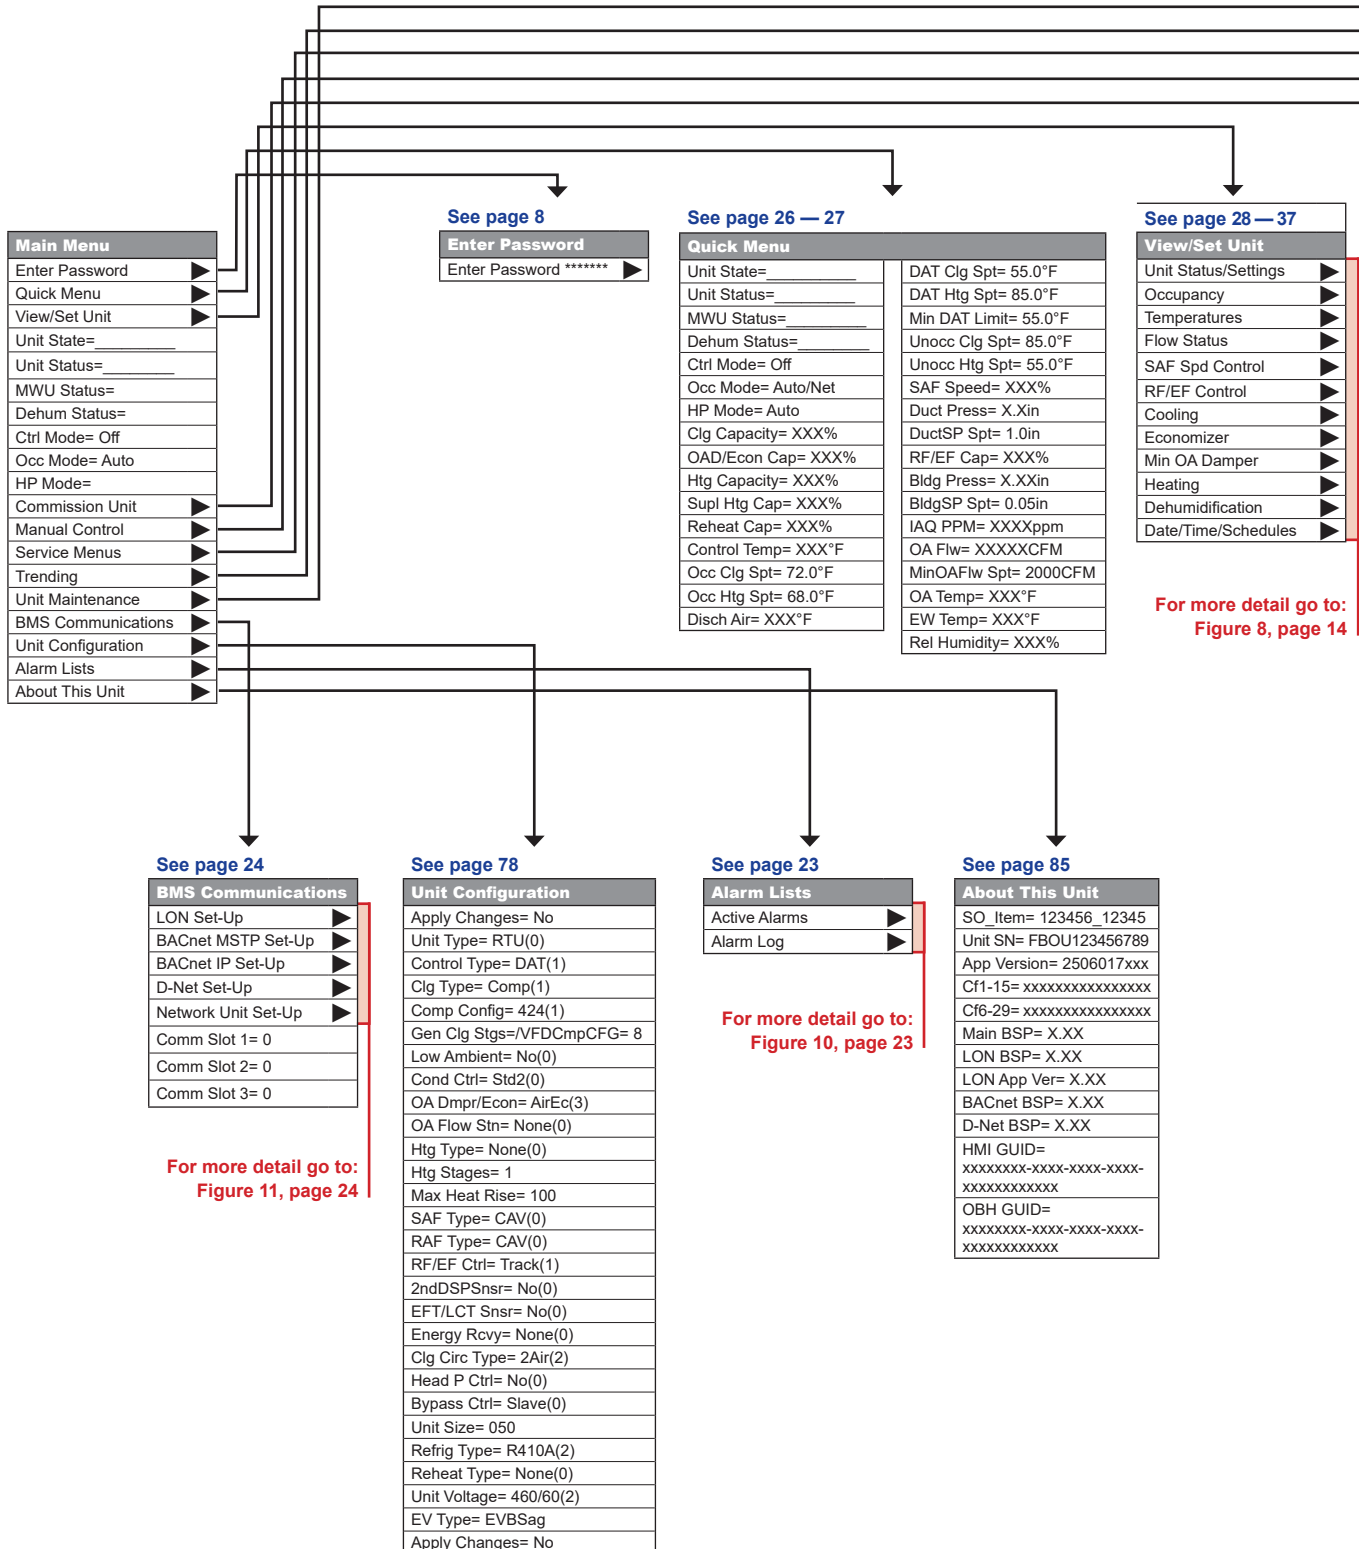 Main Menu
Enter Password
Quick Menu
View/Set Unit
Unit State=__________
Unit Status=_________
MWU Status=
Dehum Status=
Ctrl Mode= Off
Occ Mode= Auto
HP Mode=
Commission Unit
Manual Control
Service Menus
Trending
Unit Maintenance
BMS Communications
Unit Configuration
Alarm Lists
About This Unit
See page 8
Enter Password
Enter Password *******
See page 26 — 27
Quick Menu
Unit State=___________
Unit Status=__________
MWU Status=__________
Dehum Status=_________
Ctrl Mode= Off
Occ Mode= Auto/Net
HP Mode= Auto
Clg Capacity= XXX%
OAD/Econ Cap= XXX%
Htg Capacity= XXX%
Supl Htg Cap= XXX%
Reheat Cap= XXX%
Control Temp= XXX°F
Occ Clg Spt= 72.0°F
Occ Htg Spt= 68.0°F
Disch Air= XXX°F
DAT Clg Spt= 55.0°F
DAT Htg Spt= 85.0°F
Min DAT Limit= 55.0°F
Unocc Clg Spt= 85.0°F
Unocc Htg Spt= 55.0°F
SAF Speed= XXX%
Duct Press= X.Xin
DuctSP Spt= 1.0in
RF/EF Cap= XXX%
Bldg Press= X.XXin
BldgSP Spt= 0.05in
IAQ PPM= XXXXppm
OA Flw= XXXXXCFM
MinOAFlw Spt= 2000CFM
OA Temp= XXX°F
EW Temp= XXX°F
Rel Humidity= XXX%
See page 28 — 37
View/Set Unit
Unit Status/Settings
Occupancy
Temperatures
Flow Status
SAF Spd Control
RF/EF Control
Cooling
Economizer
Min OA Damper
Heating
Dehumidification
Date/Time/Schedules
For more detail go to:
Figure 8, page 14
See page 24
BMS Communications
LON Set-Up
BACnet MSTP Set-Up
BACnet IP Set-Up
D-Net Set-Up
Network Unit Set-Up
Comm Slot 1= 0
Comm Slot 2= 0
Comm Slot 3= 0
For more detail go to:
Figure 11, page 24
See page 78
Unit Configuration
Apply Changes= No
Unit Type= RTU(0)
Control Type= DAT(1)
Clg Type= Comp(1)
Comp Config= 424(1)
Gen Clg Stgs=/VFDCmpCFG= 8
Low Ambient= No(0)
Cond Ctrl= Std2(0)
OA Dmpr/Econ= AirEc(3)
OA Flow Stn= None(0)
Htg Type= None(0)
Htg Stages= 1
Max Heat Rise= 100
SAF Type= CAV(0)
RAF Type= CAV(0)
RF/EF Ctrl= Track(1)
2ndDSPSnsr= No(0)
EFT/LCT Snsr= No(0)
Energy Rcvy= None(0)
Clg Circ Type= 2Air(2)
Head P Ctrl= No(0)
Bypass Ctrl= Slave(0)
Unit Size= 050
Refrig Type= R410A(2)
Reheat Type= None(0)
Unit Voltage= 460/60(2)
EV Type= EVBSag
Apply Changes= No
See page 23
Alarm Lists
Active Alarms
Alarm Log
For more detail go to:
Figure 10, page 23
See page 85
About This Unit
SO_Item= 123456_12345
Unit SN= FBOU123456789
App Version= 2506017xxx
Cf1-15= xxxxxxxxxxxxxxxx
Cf6-29= xxxxxxxxxxxxxxxx
Main BSP= X.XX
LON BSP= X.XX
LON App Ver= X.XX
BACnet BSP= X.XX
D-Net BSP= X.XX
HMI GUID=
xxxxxxxx-xxxx-xxxx-xxxx-
xxxxxxxxxxxx
OBH GUID=
xxxxxxxx-xxxx-xxxx-xxxx-
xxxxxxxxxxxx